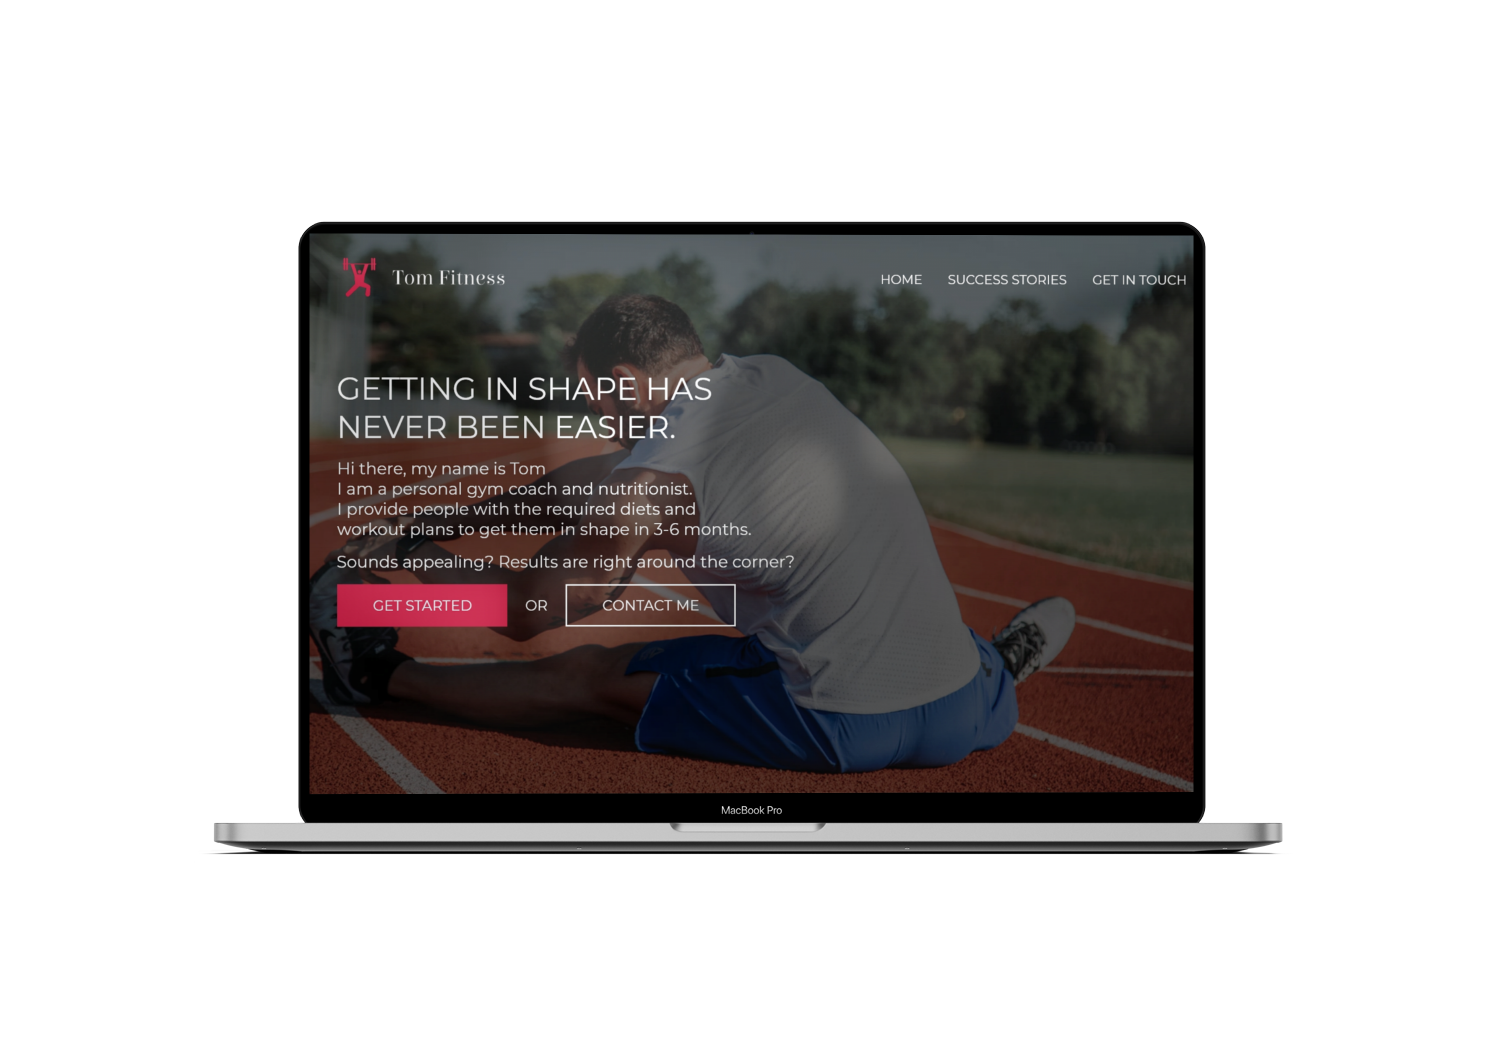 Tom Fitness
HOME SUCCESS STORIES GET IN TOUCH
GETTING IN SHAPE HAS
NEVER BEEN EASIER.
Hi there, my name is Tom
I am a personal gym coach and nutritionist.
I provide people with the required diets and
workout plans to get them in shape in 3-6 months.
Sounds appealing? Results are right around the corner?
GET STARTED OR CONTACT ME
MacBook Pro